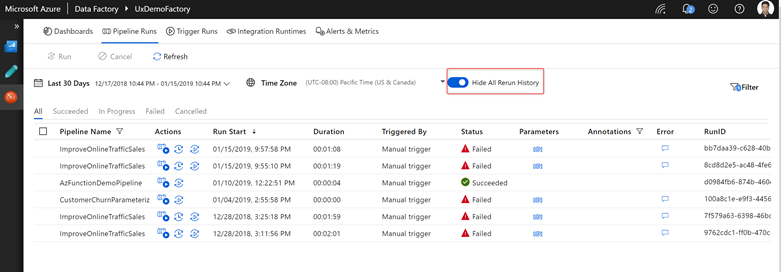 Microsoft Azure Data Factory > UxDemoFactory 2
»
Dashboards Pipeline Runs Trigger Runs Integration Runtimes Alerts & Metrics
Run Cancel Refresh
Last 30 Days 12/17/2018 10:44 PM - 01/15/2019 10:44 PM Time Zone (UTC-08:00) Pacific Time (US & Canada) Hide All Rerun History Filter
All Succeeded In Progress Failed Cancelled
Pipeline Name Actions Run Start ↓ Duration Triggered By Status Parameters Annotations Error RunID
ImproveOnlineTrafficSales 01/15/2019, 9:57:58 PM 00:01:08 Manual trigger Failed bb7daa39-c628-40b
ImproveOnlineTrafficSales 01/15/2019, 9:55:10 PM 00:01:19 Manual trigger Failed 8cd8d2e5-ac48-4fe6
AzFunctionDemoPipeline 01/10/2019, 12:22:51 AM 00:00:04 Manual trigger Succeeded d0984fb6-874b-460
CustomerChurnParameteriz 01/04/2019, 2:55:58 PM 00:00:00 Manual trigger Failed 100a8c1e-e9f3-4456
ImproveOnlineTrafficSales 12/28/2018, 3:25:18 PM 00:01:59 Manual trigger Failed 7f579a63-6398-46b
ImproveOnlineTrafficSales 12/28/2018, 3:11:56 PM 00:02:01 Manual trigger Failed 9762cdc1-ff0b-470c